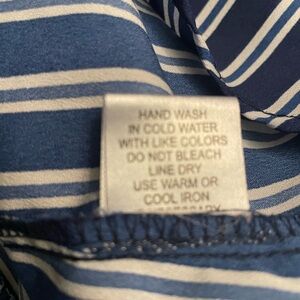 HAND WASH
IN COLD WATER
WITH LIKE COLORS
DO NOT BLEACH
LINE DRY
USE WARM OR
COOL IRON